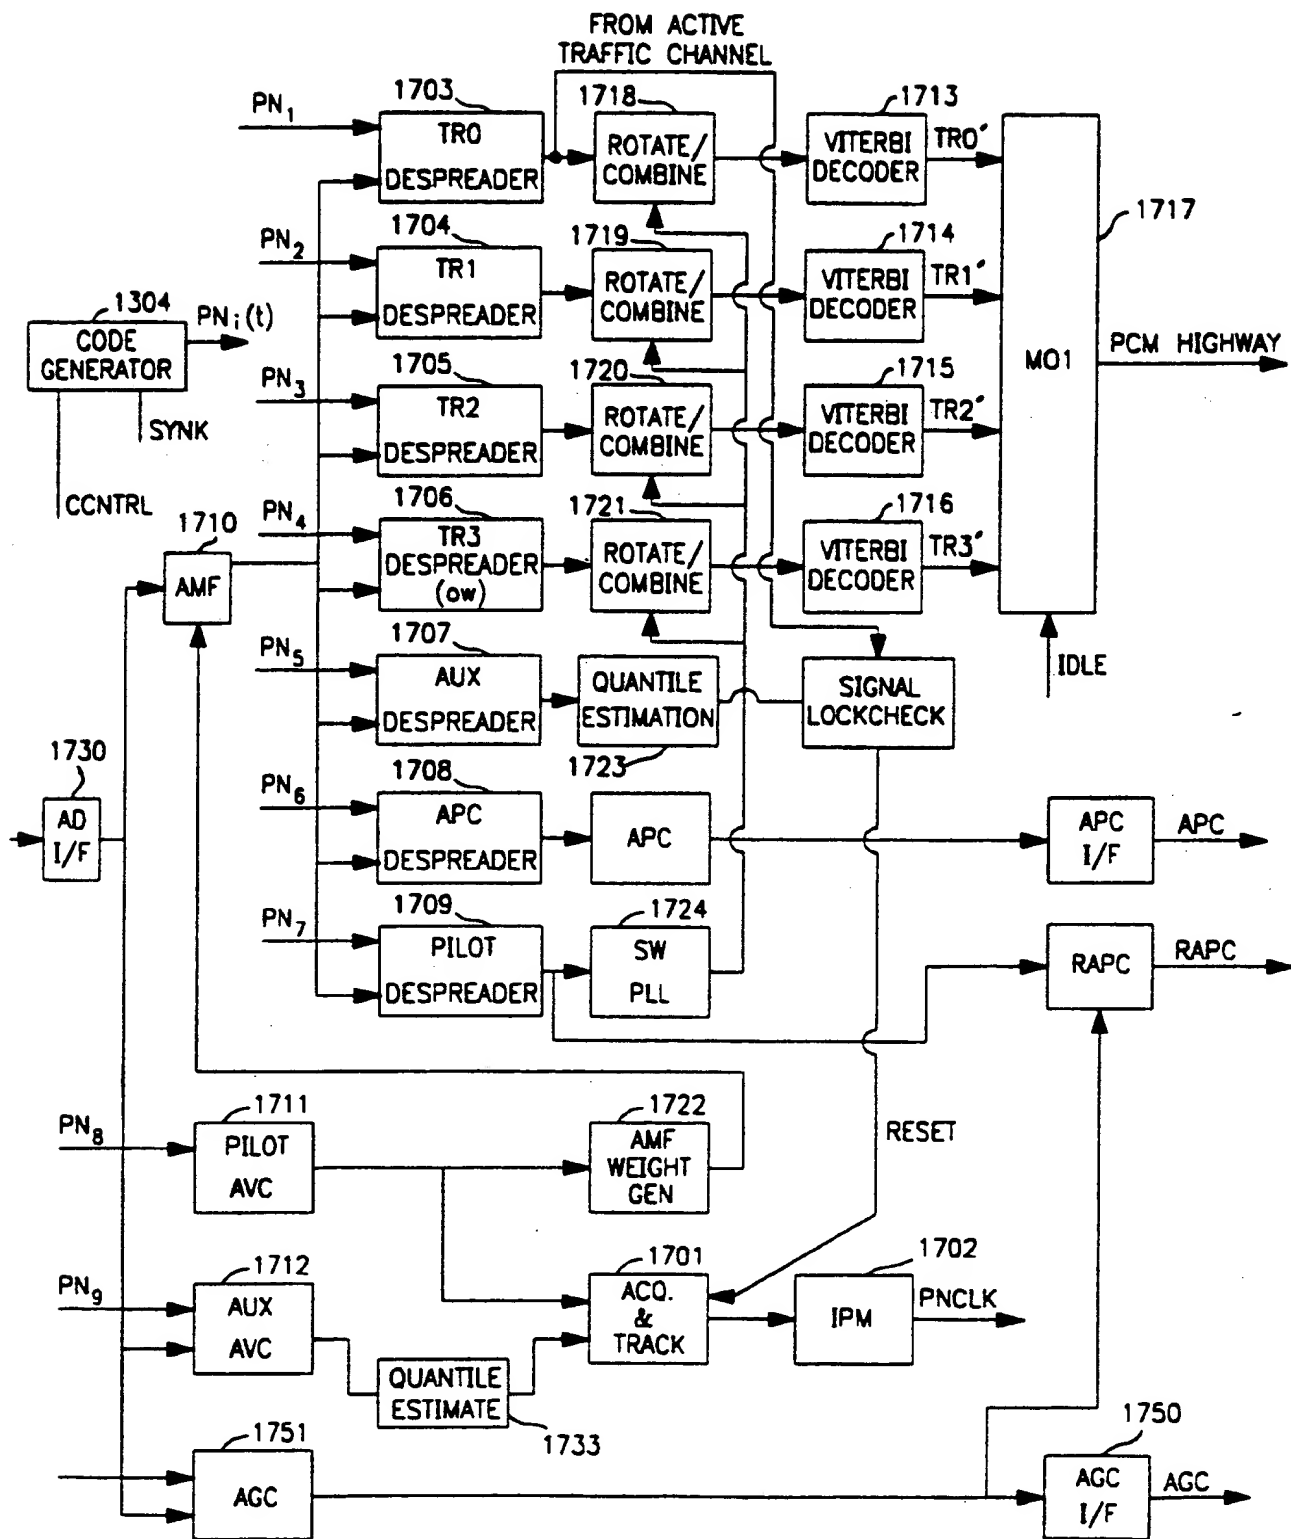 FROM ACTIVE
TRAFFIC CHANNEL
PN1
1703
TR0
DESPREADER
1718
ROTATE/
COMBINE
1713
VITERBI
DECODER
TR0'
1717
MO1
PCM HIGHWAY
IDLE
PN2
1704
TR1
DESPREADER
1719
ROTATE/
COMBINE
1714
VITERBI
DECODER
TR1'
1304
CODE
GENERATOR
PNi(t)
SYNK
CCNTRL
PN3
1705
TR2
DESPREADER
1720
ROTATE/
COMBINE
1715
VITERBI
DECODER
TR2'
1710
AMF
PN4
1706
TR3
DESPREADER
(OW)
1721
ROTATE/
COMBINE
1716
VITERBI
DECODER
TR3'
PN5
1707
AUX
DESPREADER
QUANTILE
ESTIMATION
1723
SIGNAL
LOCKCHECK
1730
AD
I/F
PN6
1708
APC
DESPREADER
APC
APC
I/F
APC
PN7
1709
PILOT
DESPREADER
1724
SW
PLL
RAPC
RAPC
PN8
1711
PILOT
AVC
1722
AMF
WEIGHT
GEN
RESET
PN9
1712
AUX
AVC
QUANTILE
ESTIMATE
1733
1701
ACQ.
&
TRACK
1702
IPM
PNCLK
1751
AGC
1750
AGC
I/F
AGC